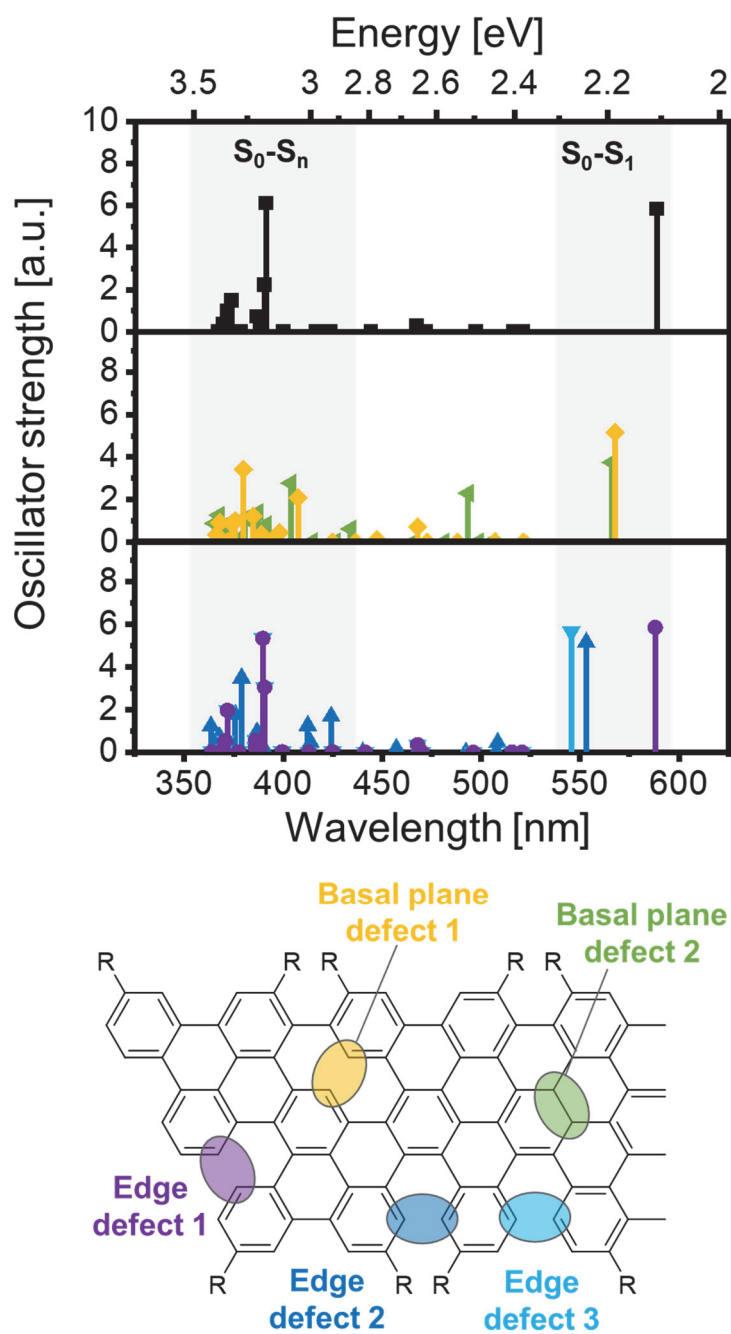 Energy [eV]
3.5 3 2.8 2.6 2.4 2.2 2
Oscillator strength [a.u.]
10
8
6
4
2
0
S0-Sn
S0-S1
8
6
4
2
0
8
6
4
2
0
350 400 450 500 550 600
Wavelength [nm]
Basal plane
defect 1
Basal plane
defect 2
R R R R R
Edge
defect 1
R R R R
Edge
defect 2
Edge
defect 3